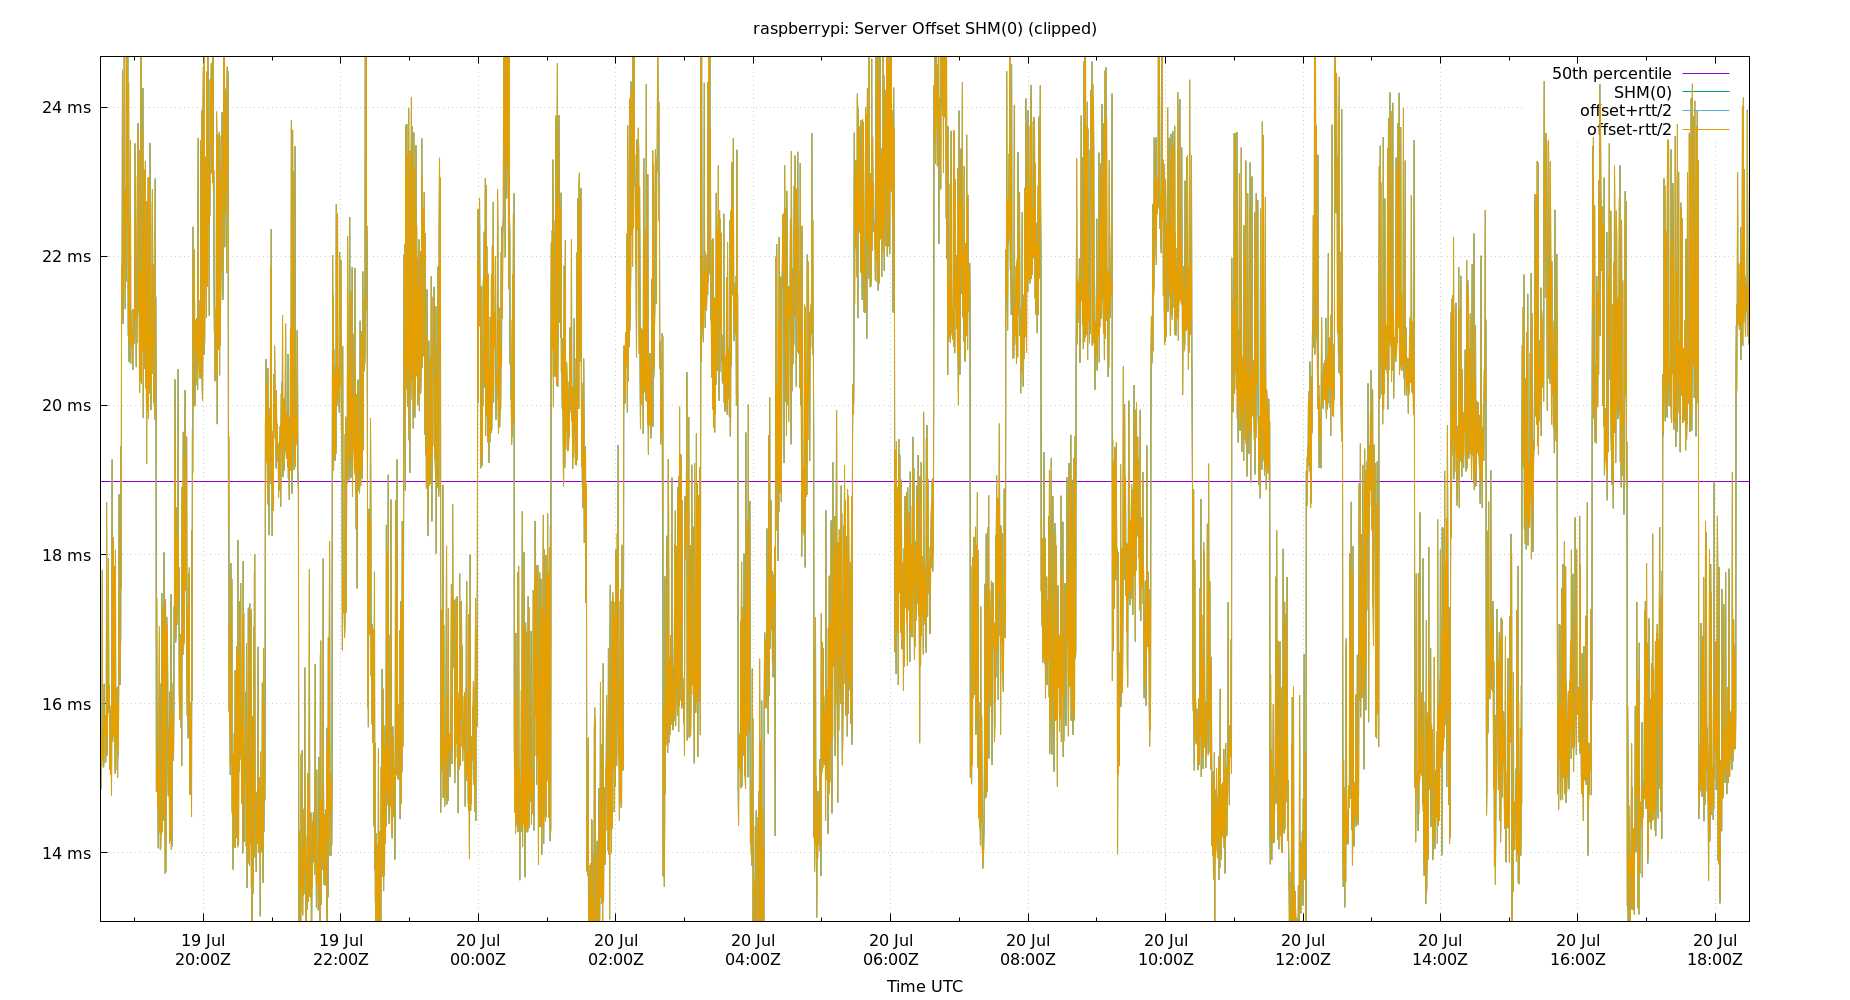 raspberrypi: Server Offset SHM(0) (clipped)
50th percentile
SHM(0)
offset+rtt/2
offset-rtt/2
24 ms
22 ms
20 ms
18 ms
16 ms
14 ms
19 Jul 19 Jul 20 Jul 20 Jul 20 Jul 20 Jul 20 Jul 20 Jul 20 Jul 20 Jul 20 Jul 20 Jul
20:00Z 22:00Z 00:00Z 02:00Z 04:00Z 06:00Z 08:00Z 10:00Z 12:00Z 14:00Z 16:00Z 18:00Z
Time UTC